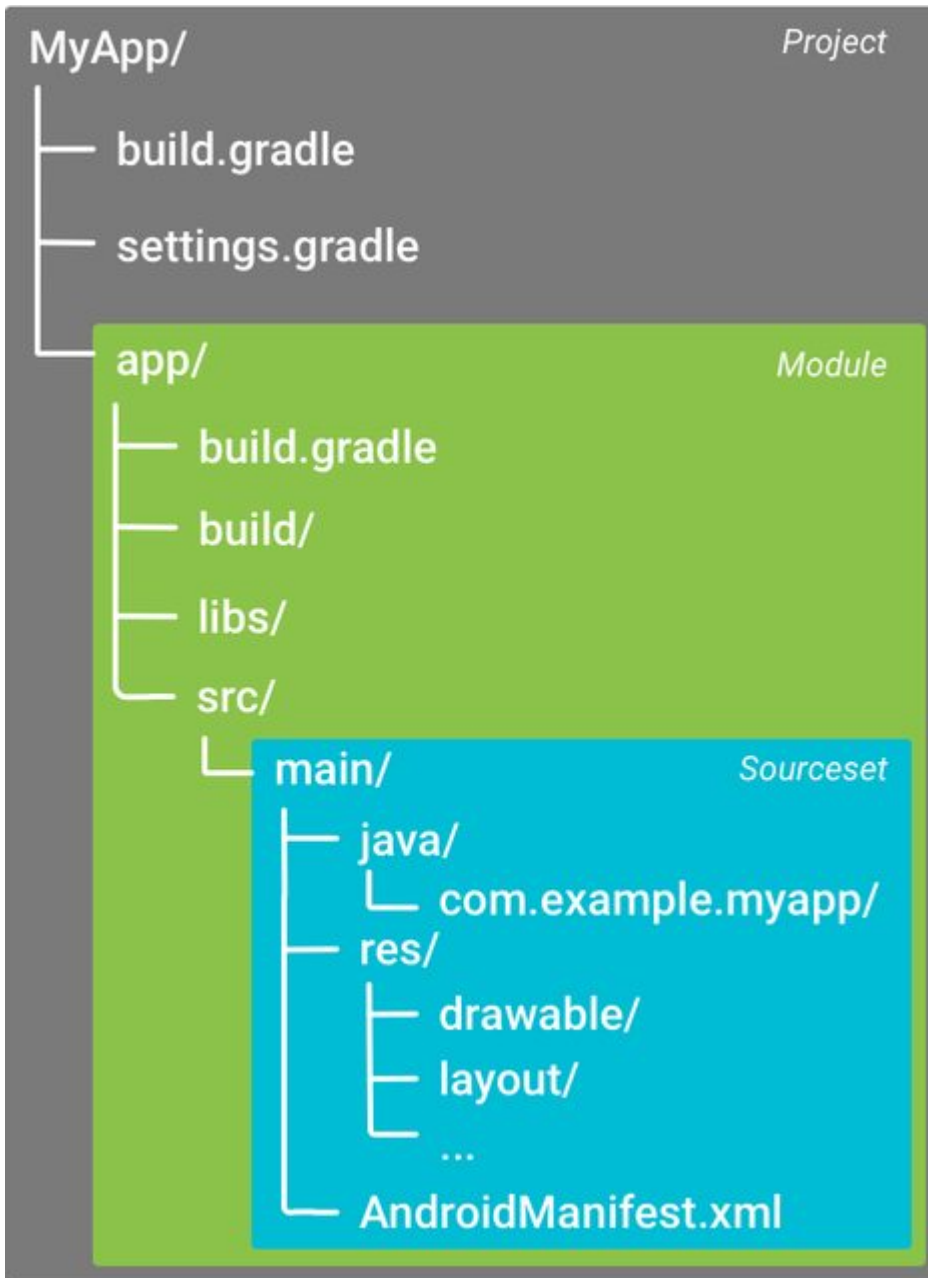 MyApp/ Project
build.gradle
settings.gradle
app/ Module
build.gradle
build/
libs/
src/
main/ Sourceset
java/
com.example.myapp/
res/
drawable/
layout/
...
AndroidManifest.xml